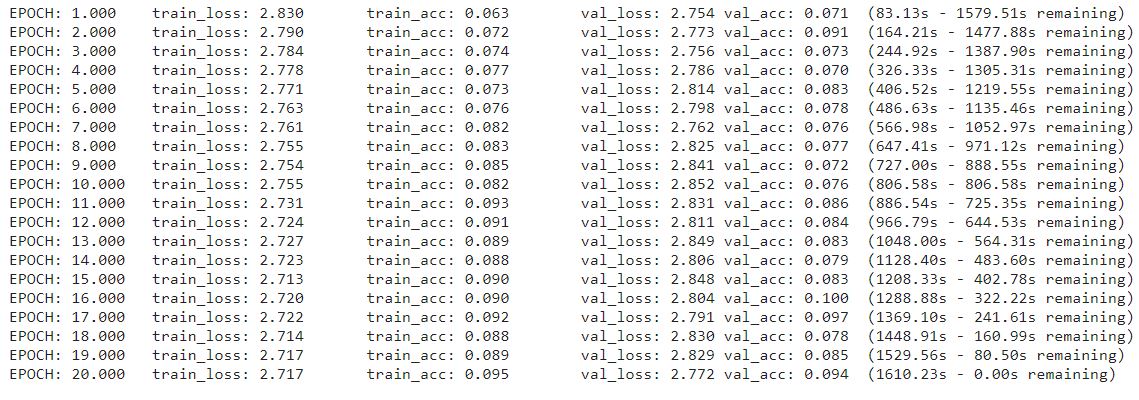 EPOCH: 1.000 train_loss: 2.830 train_acc: 0.063 val_loss: 2.754 val_acc: 0.071 (83.13s - 1579.51s remaining)
EPOCH: 2.000 train_loss: 2.790 train_acc: 0.072 val_loss: 2.773 val_acc: 0.091 (164.21s - 1477.88s remaining)
EPOCH: 3.000 train_loss: 2.784 train_acc: 0.074 val_loss: 2.756 val_acc: 0.073 (244.92s - 1387.90s remaining)
EPOCH: 4.000 train_loss: 2.778 train_acc: 0.077 val_loss: 2.786 val_acc: 0.070 (326.33s - 1305.31s remaining)
EPOCH: 5.000 train_loss: 2.771 train_acc: 0.073 val_loss: 2.814 val_acc: 0.083 (406.52s - 1219.55s remaining)
EPOCH: 6.000 train_loss: 2.763 train_acc: 0.076 val_loss: 2.798 val_acc: 0.078 (486.63s - 1135.46s remaining)
EPOCH: 7.000 train_loss: 2.761 train_acc: 0.082 val_loss: 2.762 val_acc: 0.076 (566.98s - 1052.97s remaining)
EPOCH: 8.000 train_loss: 2.755 train_acc: 0.083 val_loss: 2.825 val_acc: 0.077 (647.41s - 971.12s remaining)
EPOCH: 9.000 train_loss: 2.754 train_acc: 0.085 val_loss: 2.841 val_acc: 0.072 (727.00s - 888.55s remaining)
EPOCH: 10.000 train_loss: 2.755 train_acc: 0.082 val_loss: 2.852 val_acc: 0.076 (806.58s - 806.58s remaining)
EPOCH: 11.000 train_loss: 2.731 train_acc: 0.093 val_loss: 2.831 val_acc: 0.086 (886.54s - 725.35s remaining)
EPOCH: 12.000 train_loss: 2.724 train_acc: 0.091 val_loss: 2.811 val_acc: 0.084 (966.79s - 644.53s remaining)
EPOCH: 13.000 train_loss: 2.727 train_acc: 0.089 val_loss: 2.849 val_acc: 0.083 (1048.00s - 564.31s remaining)
EPOCH: 14.000 train_loss: 2.723 train_acc: 0.088 val_loss: 2.806 val_acc: 0.079 (1128.40s - 483.60s remaining)
EPOCH: 15.000 train_loss: 2.713 train_acc: 0.090 val_loss: 2.848 val_acc: 0.083 (1208.33s - 402.78s remaining)
EPOCH: 16.000 train_loss: 2.720 train_acc: 0.090 val_loss: 2.804 val_acc: 0.100 (1288.88s - 322.22s remaining)
EPOCH: 17.000 train_loss: 2.722 train_acc: 0.092 val_loss: 2.791 val_acc: 0.097 (1369.10s - 241.61s remaining)
EPOCH: 18.000 train_loss: 2.714 train_acc: 0.088 val_loss: 2.830 val_acc: 0.078 (1448.91s - 160.99s remaining)
EPOCH: 19.000 train_loss: 2.717 train_acc: 0.089 val_loss: 2.829 val_acc: 0.085 (1529.56s - 80.50s remaining)
EPOCH: 20.000 train_loss: 2.717 train_acc: 0.095 val_loss: 2.772 val_acc: 0.094 (1610.23s - 0.00s remaining)